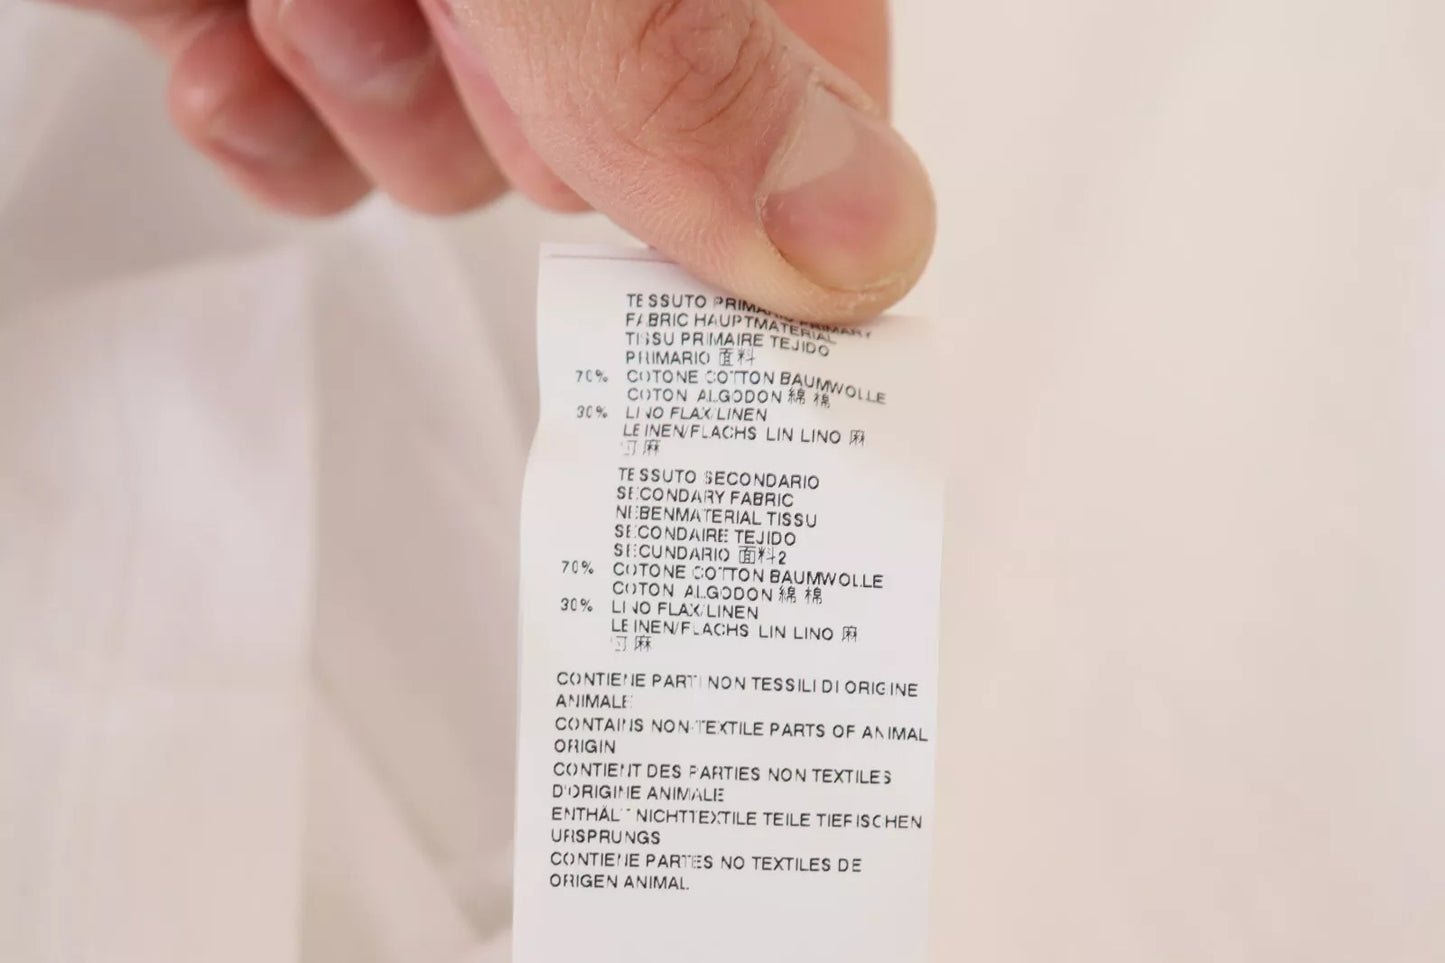 TESSUTO PRIMARIO PRIMARY
FABRIC HAUPTMATERIAL
TISSU PRIMAIRE TEJIDO
PRIMARIO 面料
70% COTONE COTTON BAUMWOLLE
COTON ALGODON 綿 棉
30% LINO FLAX/LINEN
LEINEN/FLACHS LIN LINO 麻
麻
TESSUTO SECONDARIO
SECONDARY FABRIC
NEBENMATERIAL TISSU
SECONDAIRE TEJIDO
SECUNDARIO 面料2
70% COTONE COTTON BAUMWOLLE
COTON ALGODON 綿 棉
30% LINO FLAX/LINEN
LEINEN/FLACHS LIN LINO 麻
麻
CONTIENE PARTI NON TESSILI DI ORIGINE
ANIMALE
CONTAINS NON-TEXTILE PARTS OF ANIMAL
ORIGIN
CONTIENT DES PARTIES NON TEXTILES
D'ORIGINE ANIMALE
ENTHÄLT NICHTTEXTILE TEILE TIERISCHEN
URSPRUNGS
CONTIENE PARTES NO TEXTILES DE
ORIGEN ANIMAL